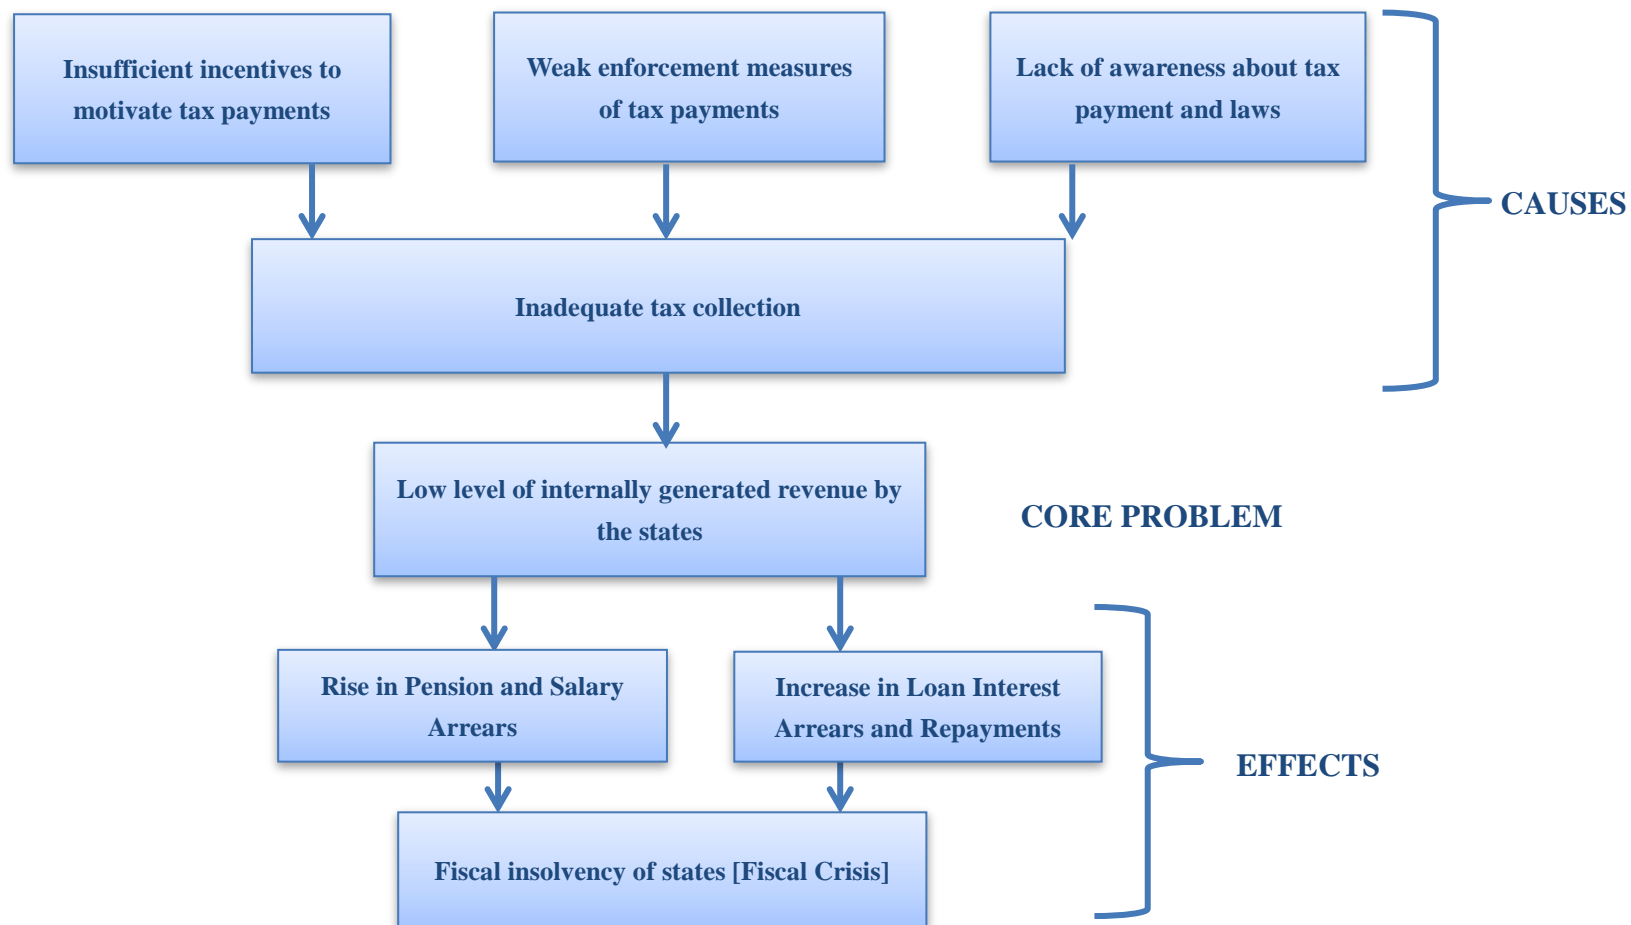 Insufficient incentives to
motivate tax payments
Weak enforcement measures
of tax payments
Lack of awareness about tax
payment and laws
CAUSES
Inadequate tax collection
Low level of internally generated revenue by
the states
CORE PROBLEM
Rise in Pension and Salary
Arrears
Increase in Loan Interest
Arrears and Repayments
EFFECTS
Fiscal insolvency of states [Fiscal Crisis]